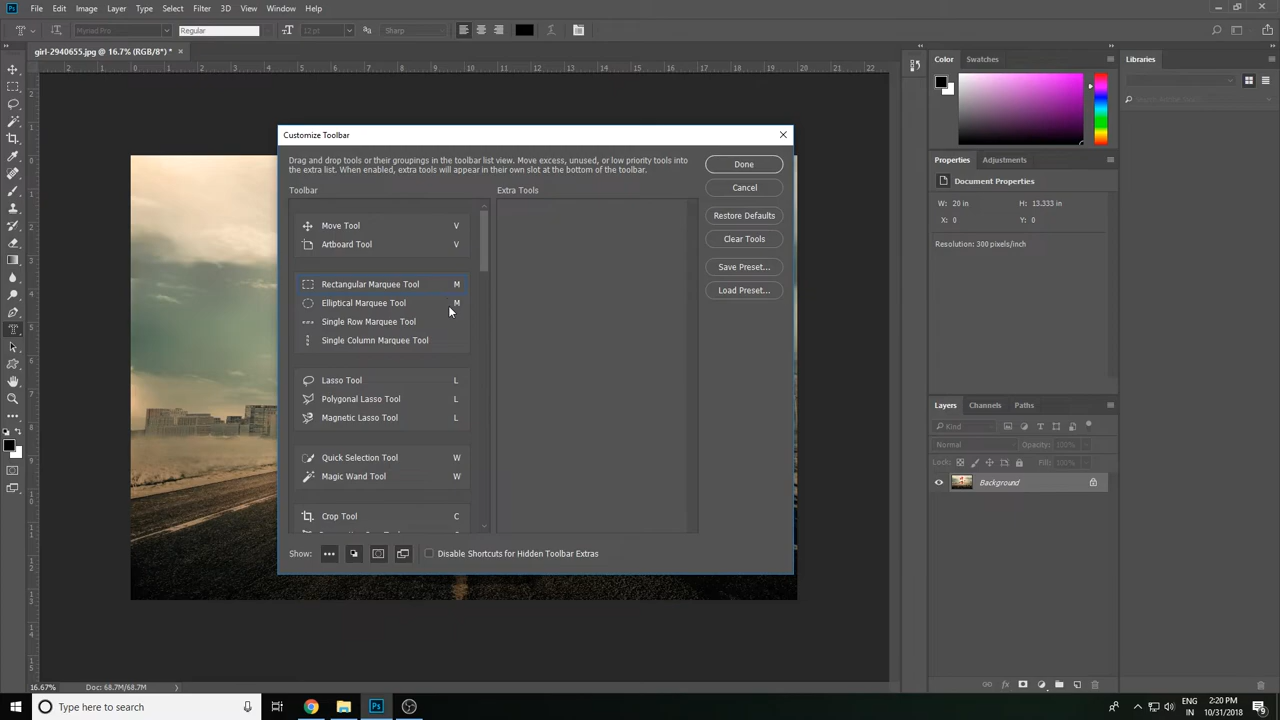 Ps File Edit Image Layer Type Select Filter 3D View Window Help
Myriad Pro Regular 12 pt Sharp
girl-2940655.jpg @ 16.7% (RGB/8*) * ×
Customize Toolbar
Drag and drop tools or their groupings in the toolbar list view. Move excess, unused, or low priority tools into
the extra list. When enabled, extra tools will appear in their own slot at the bottom of the toolbar.
Toolbar
Extra Tools
Move Tool V
Artboard Tool V
Rectangular Marquee Tool M
Elliptical Marquee Tool M
Single Row Marquee Tool
Single Column Marquee Tool
Lasso Tool L
Polygonal Lasso Tool L
Magnetic Lasso Tool L
Quick Selection Tool W
Magic Wand Tool W
Crop Tool C
Done
Cancel
Restore Defaults
Clear Tools
Save Preset...
Load Preset...
Show:
Disable Shortcuts for Hidden Toolbar Extras
Color Swatches
Properties Adjustments
Document Properties
W: 20 in H: 13.333 in
X: 0 Y: 0
Resolution: 300 pixels/inch
Layers Channels Paths
Kind
Normal Opacity: 100%
Lock: Fill: 100%
Background
Libraries
16.67% Doc: 68.7M/68.7M
Type here to search
ENG
IN
2:20 PM
10/31/2018